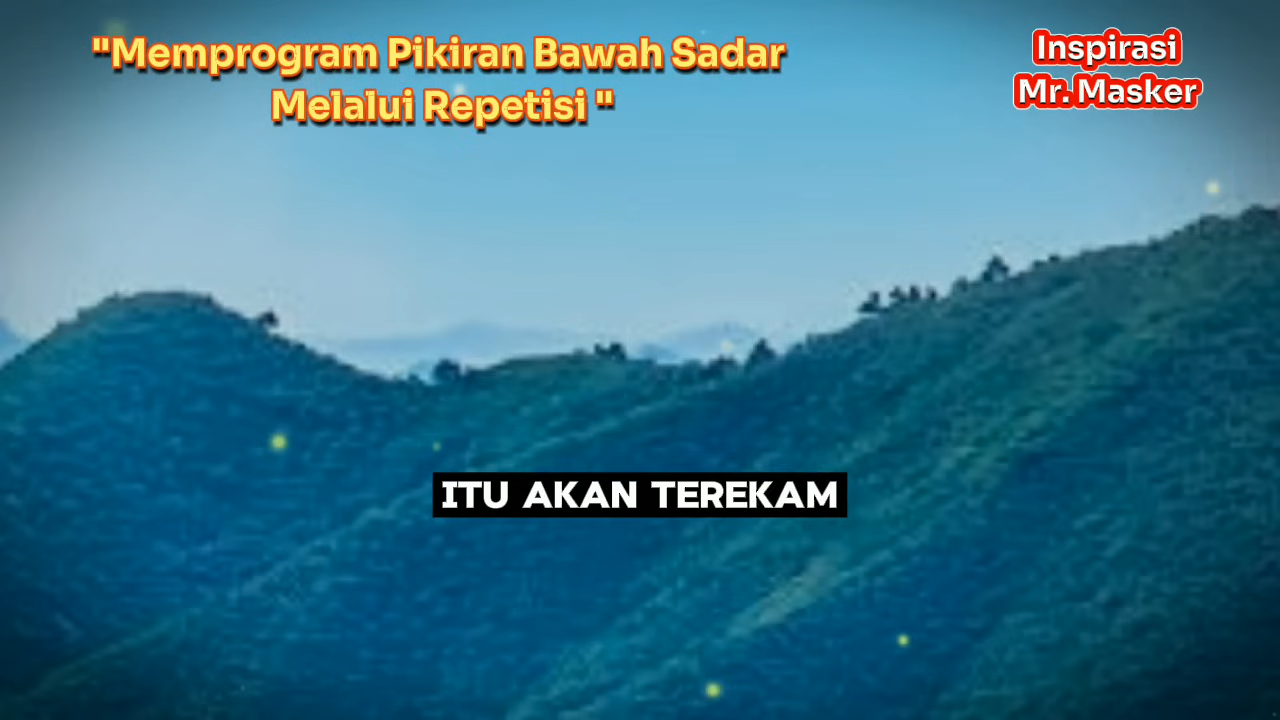 "Memprogram Pikiran Bawah Sadar
Melalui Repetisi "
Inspirasi
Mr. Masker
ITU AKAN TEREKAM